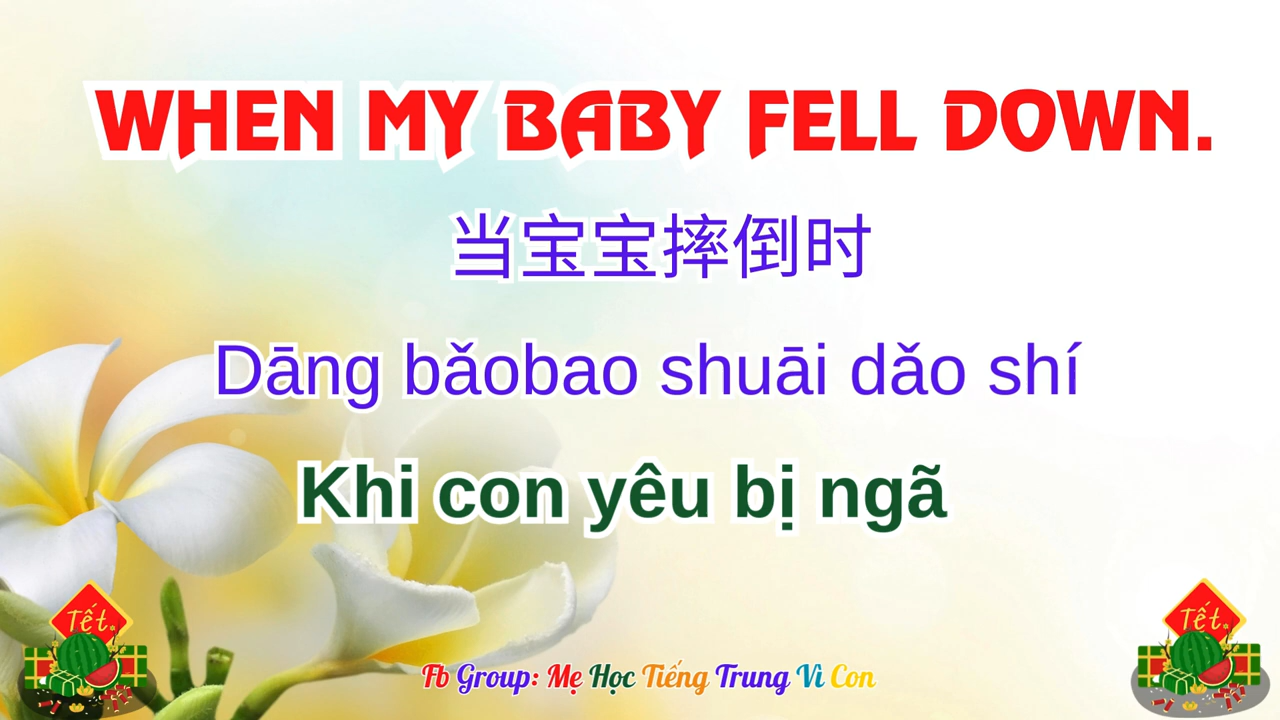 WHEN MY BABY FELL DOWN.
当宝宝摔倒时
Dāng bǎobao shuāi dǎo shí
Khi con yêu bị ngã
Tết
Tết
Fb Group: Mẹ Học Tiếng Trung Vì Con